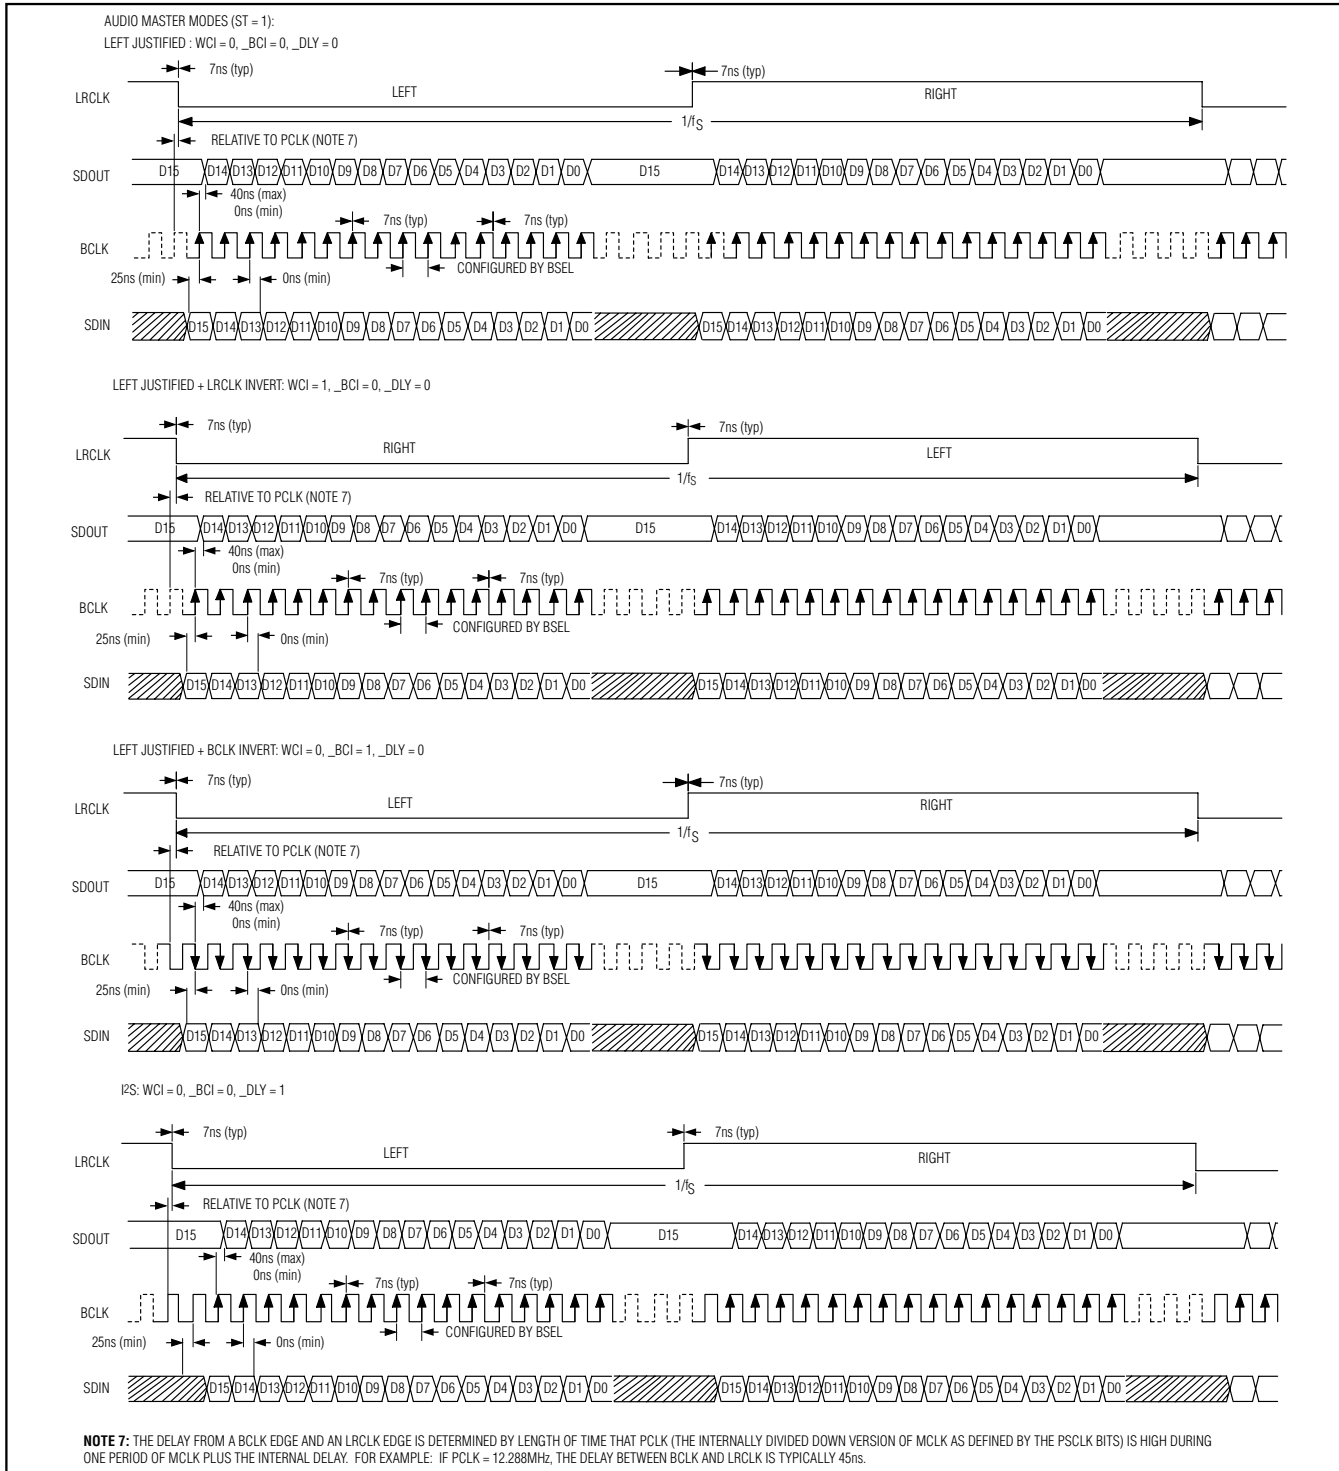 AUDIO MASTER MODES (ST = 1):
LEFT JUSTIFIED : WCI = 0, _BCI = 0, _DLY = 0
7ns (typ) 7ns (typ)
LRCLK LEFT RIGHT
1/fS
RELATIVE TO PCLK (NOTE 7)
SDOUT D15 D14 D13 D12 D11 D10 D9 D8 D7 D6 D5 D4 D3 D2 D1 D0 D15 D14 D13 D12 D11 D10 D9 D8 D7 D6 D5 D4 D3 D2 D1 D0
40ns (max)
0ns (min) 7ns (typ) 7ns (typ)
BCLK
25ns (min) 0ns (min) CONFIGURED BY BSEL
SDIN D15 D14 D13 D12 D11 D10 D9 D8 D7 D6 D5 D4 D3 D2 D1 D0 D15 D14 D13 D12 D11 D10 D9 D8 D7 D6 D5 D4 D3 D2 D1 D0
LEFT JUSTIFIED + LRCLK INVERT: WCI = 1, _BCI = 0, _DLY = 0
7ns (typ) 7ns (typ)
LRCLK RIGHT LEFT
1/fS
RELATIVE TO PCLK (NOTE 7)
SDOUT D15 D14 D13 D12 D11 D10 D9 D8 D7 D6 D5 D4 D3 D2 D1 D0 D15 D14 D13 D12 D11 D10 D9 D8 D7 D6 D5 D4 D3 D2 D1 D0
40ns (max)
0ns (min) 7ns (typ) 7ns (typ)
BCLK
25ns (min) 0ns (min) CONFIGURED BY BSEL
SDIN D15 D14 D13 D12 D11 D10 D9 D8 D7 D6 D5 D4 D3 D2 D1 D0 D15 D14 D13 D12 D11 D10 D9 D8 D7 D6 D5 D4 D3 D2 D1 D0
LEFT JUSTIFIED + BCLK INVERT: WCI = 0, _BCI = 1, _DLY = 0
7ns (typ) 7ns (typ)
LRCLK LEFT RIGHT
1/fS
RELATIVE TO PCLK (NOTE 7)
SDOUT D15 D14 D13 D12 D11 D10 D9 D8 D7 D6 D5 D4 D3 D2 D1 D0 D15 D14 D13 D12 D11 D10 D9 D8 D7 D6 D5 D4 D3 D2 D1 D0
40ns (max)
0ns (min) 7ns (typ) 7ns (typ)
BCLK
25ns (min) 0ns (min) CONFIGURED BY BSEL
SDIN D15 D14 D13 D12 D11 D10 D9 D8 D7 D6 D5 D4 D3 D2 D1 D0 D15 D14 D13 D12 D11 D10 D9 D8 D7 D6 D5 D4 D3 D2 D1 D0
I2S: WCI = 0, _BCI = 0, _DLY = 1
7ns (typ) 7ns (typ)
LRCLK LEFT RIGHT
1/fS
RELATIVE TO PCLK (NOTE 7)
SDOUT D15 D14 D13 D12 D11 D10 D9 D8 D7 D6 D5 D4 D3 D2 D1 D0 D15 D14 D13 D12 D11 D10 D9 D8 D7 D6 D5 D4 D3 D2 D1 D0
40ns (max)
0ns (min) 7ns (typ) 7ns (typ)
BCLK
25ns (min) 0ns (min) CONFIGURED BY BSEL
SDIN D15 D14 D13 D12 D11 D10 D9 D8 D7 D6 D5 D4 D3 D2 D1 D0 D15 D14 D13 D12 D11 D10 D9 D8 D7 D6 D5 D4 D3 D2 D1 D0
NOTE 7: THE DELAY FROM A BCLK EDGE AND AN LRCLK EDGE IS DETERMINED BY LENGTH OF TIME THAT PCLK (THE INTERNALLY DIVIDED DOWN VERSION OF MCLK AS DEFINED BY THE PSCLK BITS) IS HIGH DURING
ONE PERIOD OF MCLK PLUS THE INTERNAL DELAY. FOR EXAMPLE: IF PCLK = 12.288MHz, THE DELAY BETWEEN BCLK AND LRCLK IS TYPICALLY 45ns.